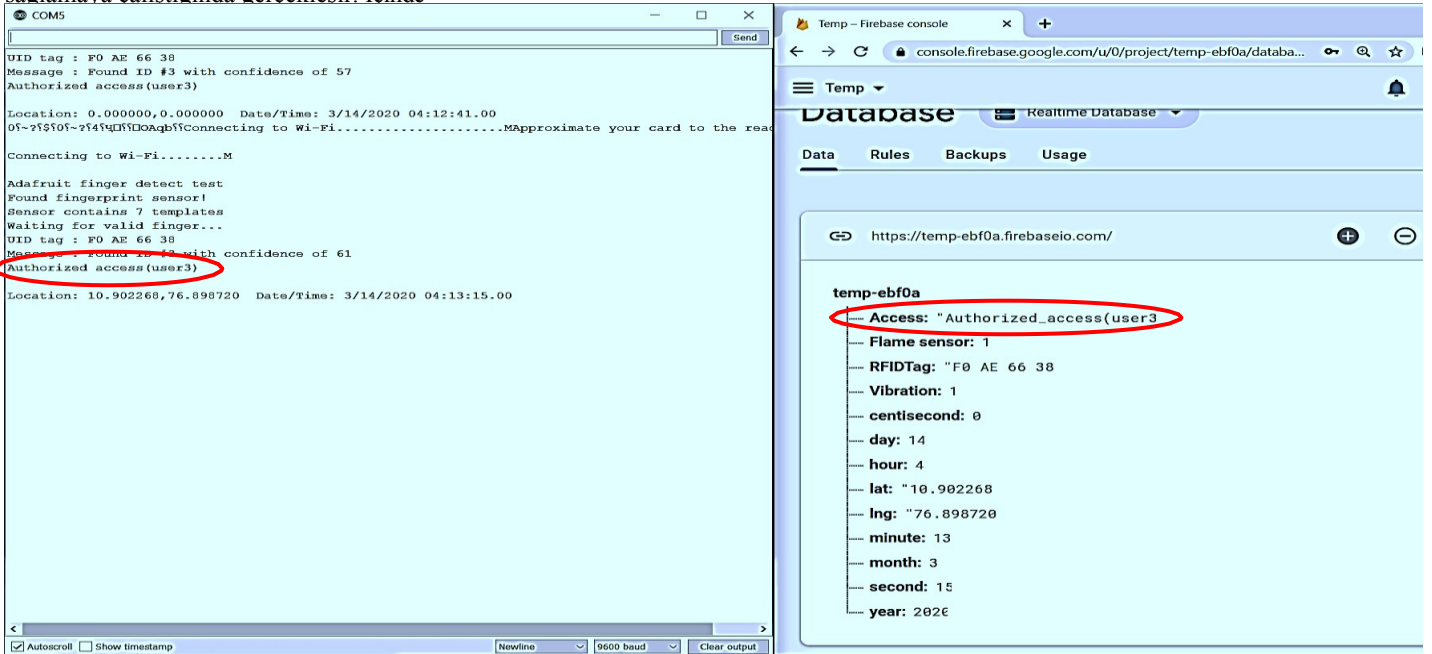 COM5
Send
UID tag : F0 AE 66 38
Message : Found ID #3 with confidence of 57
Authorized access(user3)
Location: 0.000000,0.000000 Date/Time: 3/14/2020 04:12:41.00
Connecting to Wi-Fi.....................MApproximate your card to the read
Connecting to Wi-Fi........M
Adafruit finger detect test
Found fingerprint sensor!
Sensor contains 7 templates
Waiting for valid finger...
UID tag : F0 AE 66 38
Message : Found ID #3 with confidence of 61
Authorized access(user3)
Location: 10.902268,76.898720 Date/Time: 3/14/2020 04:13:15.00
Autoscroll Show timestamp Newline 9600 baud Clear output
Temp – Firebase console
console.firebase.google.com/u/0/project/temp-ebf0a/databa...
Temp
Database Realtime Database
Data Rules Backups Usage
https://temp-ebf0a.firebaseio.com/
temp-ebf0a
Access: "Authorized_access(user3
Flame sensor: 1
RFIDTag: "F0 AE 66 38
Vibration: 1
centisecond: 0
day: 14
hour: 4
lat: "10.902268
lng: "76.898720
minute: 13
month: 3
second: 15
year: 2020